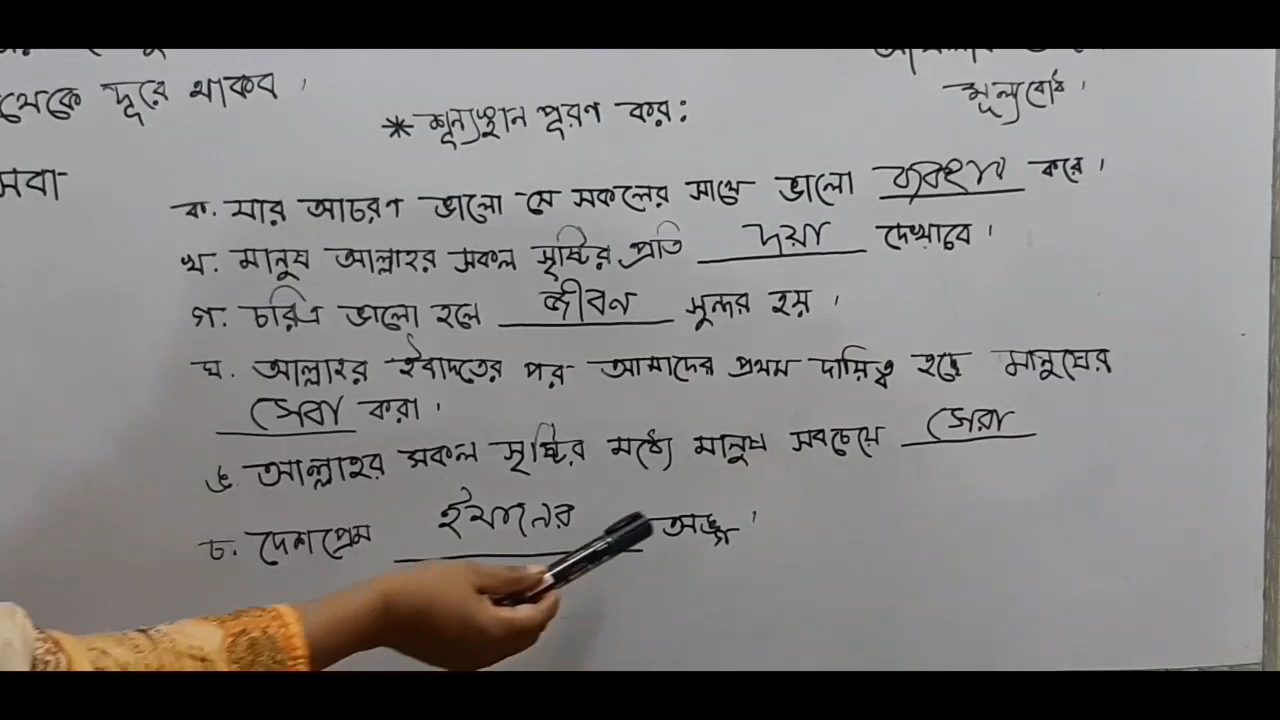 থেকে দূরে থাকব ।
মূল্যবোধ ।
* শূন্যস্থান পূরণ কর :
ক. যার আচরণ ভালো সে সকলের সাথে ভালো ব্যবহার করে ।
খ. মানুষ আল্লাহর সকল সৃষ্টির প্রতি দয়া দেখাবে ।
গ. চরিত্র ভালো হলে জীবন সুন্দর হয় ।
ঘ. আল্লাহর ইবাদতের পর আমাদের প্রথম দায়িত্ব হচ্ছে মানুষের
সেবা করা ।
ঙ. আল্লাহর সকল সৃষ্টির মধ্যে মানুষ সবচেয়ে সেরা
চ. দেশপ্রেম ইমানের অঙ্গ ।